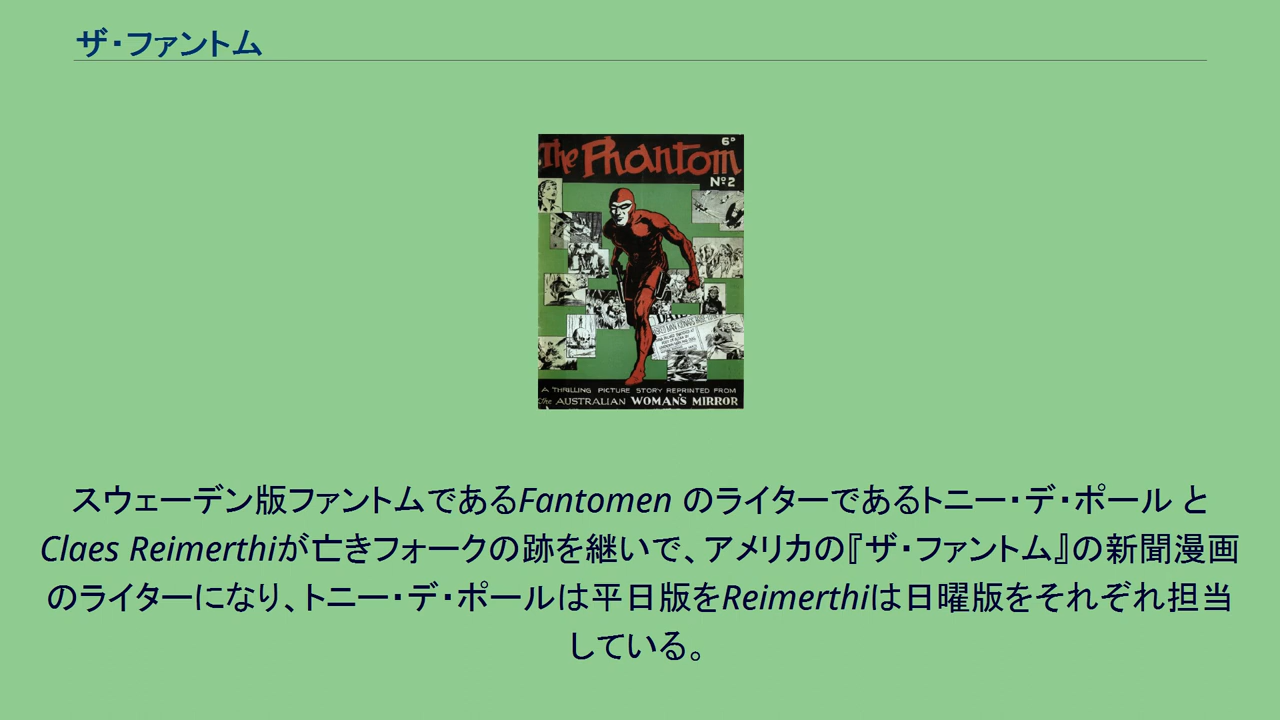 ザ・ファントム
6ᴰ
The Phantom
Nº 2
A THRILLING PICTURE STORY REPRINTED FROM
The AUSTRALIAN WOMAN'S MIRROR
スウェーデン版ファントムであるFantomen のライターであるトニー・デ・ポール と
Claes Reimerthiが亡きフォークの跡を継いで、アメリカの『ザ・ファントム』の新聞漫画
のライターになり、トニー・デ・ポールは平日版をReimerthiは日曜版をそれぞれ担当
している。